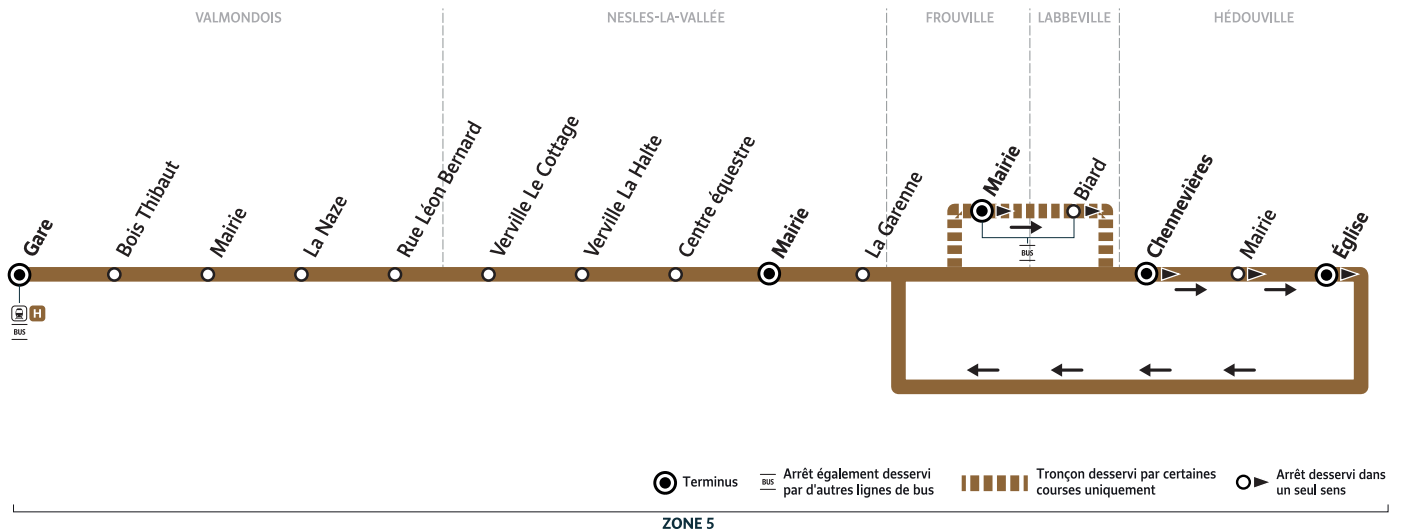 VALMONDOIS
NESLES-LA-VALLÉE
FROUVILLE
LABBEVILLE
HÉDOUVILLE
Gare
Bois Thibaut
Mairie
La Naze
Rue Léon Bernard
Verville Le Cottage
Verville La Halte
Centre équestre
Mairie
La Garenne
Mairie
Biard
Chennevières
Mairie
Église
BUS
H
BUS
Terminus
BUS
Arrêt également desservi
par d'autres lignes de bus
Tronçon desservi par certaines
courses uniquement
Arrêt desservi dans
un seul sens
ZONE 5